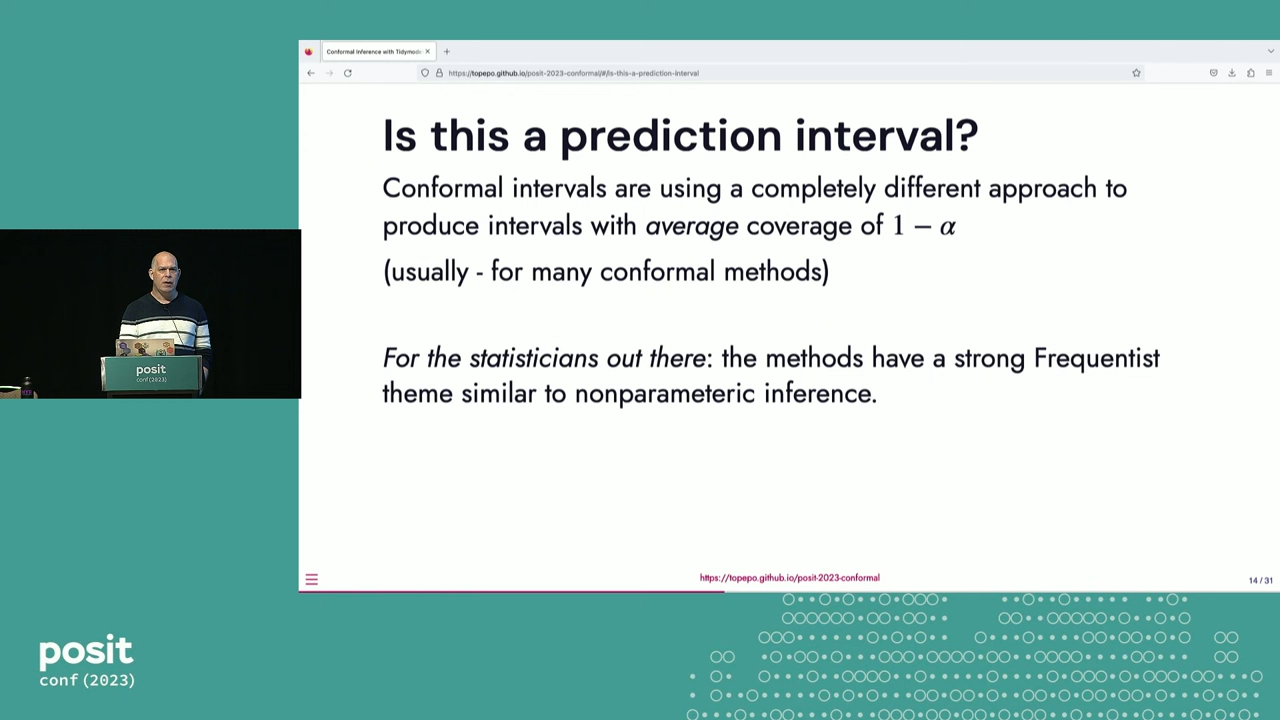 Conformal Inference with Tidymode
https://topepo.github.io/posit-2023-conformal/#/is-this-a-prediction-interval
Is this a prediction interval?
Conformal intervals are using a completely different approach to
produce intervals with average coverage of 1 − α
(usually - for many conformal methods)
For the statisticians out there: the methods have a strong Frequentist
theme similar to nonparameteric inference.
https://topepo.github.io/posit-2023-conformal
14 / 31
posit
conf(2023)
posit
conf(2023)